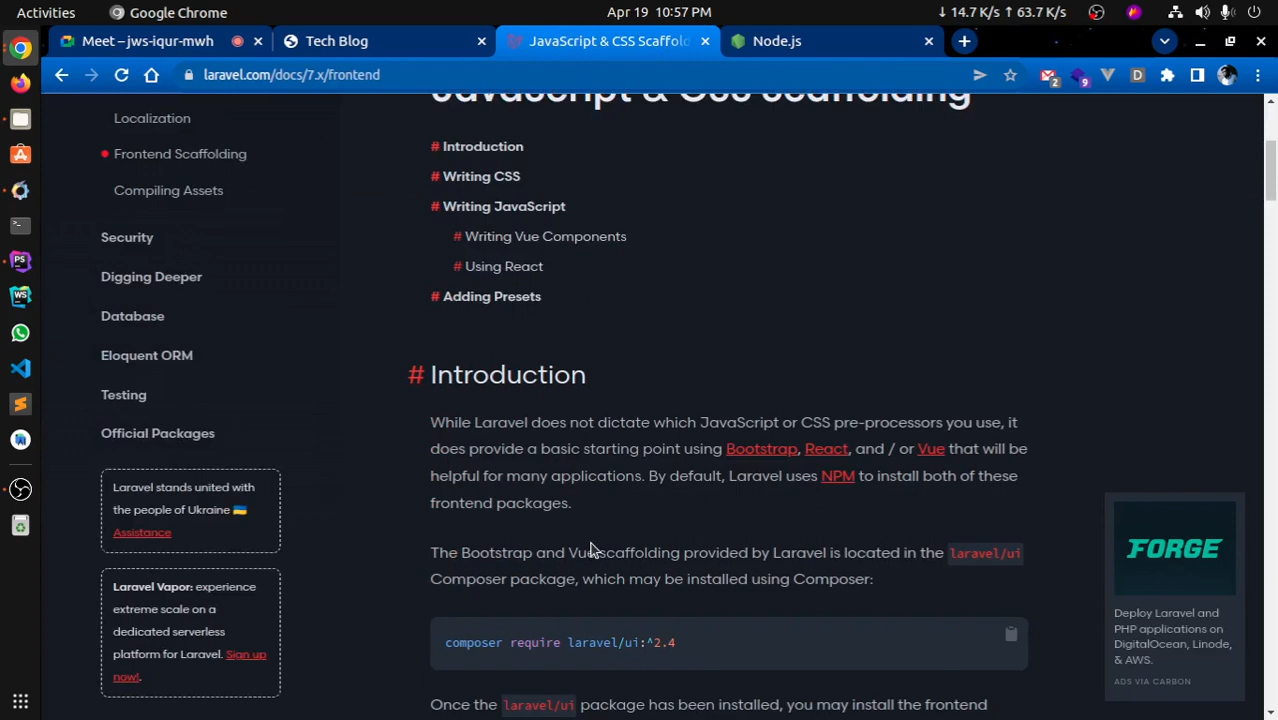 Activities
Google Chrome
Apr 19 10:57 PM
↓ 14.7 K/s ↑ 63.7 K/s
Meet – jws-iqur-mwh
Tech Blog
JavaScript & CSS Scaffold
Node.js
laravel.com/docs/7.x/frontend
2
9
D
JavaScript & CSS Scaffolding
Localization
Frontend Scaffolding
Compiling Assets
Security
Digging Deeper
Database
Eloquent ORM
Testing
Official Packages
Laravel stands united with
the people of Ukraine
Assistance
Laravel Vapor: experience
extreme scale on a
dedicated serverless
platform for Laravel. Sign up
now!.
# Introduction
# Writing CSS
# Writing JavaScript
# Writing Vue Components
# Using React
# Adding Presets
# Introduction
While Laravel does not dictate which JavaScript or CSS pre-processors you use, it
does provide a basic starting point using Bootstrap, React, and / or Vue that will be
helpful for many applications. By default, Laravel uses NPM to install both of these
frontend packages.
The Bootstrap and Vue scaffolding provided by Laravel is located in the laravel/ui
Composer package, which may be installed using Composer:
composer require laravel/ui:^2.4
Once the laravel/ui package has been installed, you may install the frontend
FORGE
Deploy Laravel and
PHP applications on
DigitalOcean, Linode,
& AWS.
ADS VIA CARBON
PS
WS